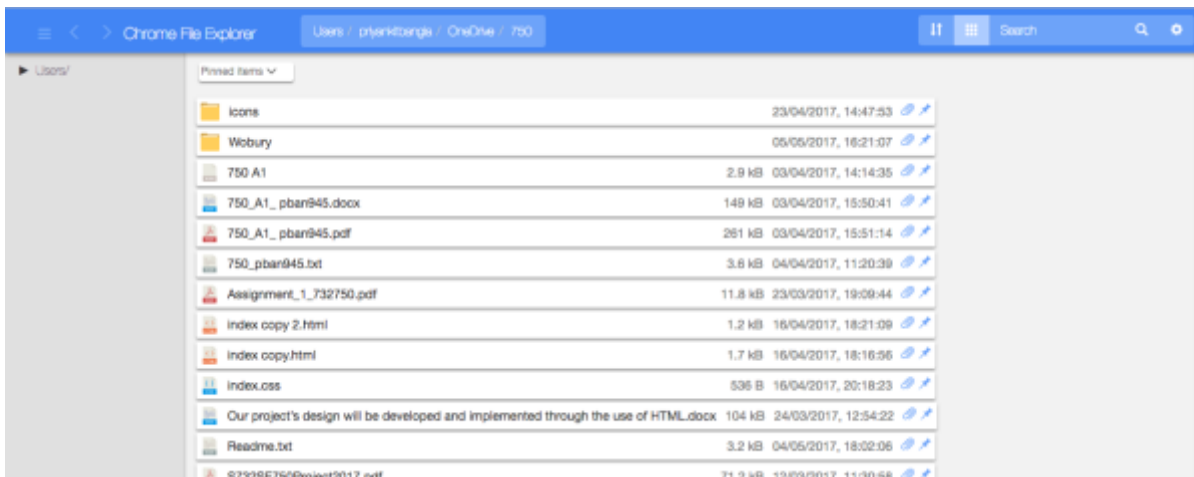 Chrome File Explorer Users / priyankitbangia / OneDrive / 750 Search
Users/
Pinned items
icons 23/04/2017, 14:47:53
Wobury 05/05/2017, 16:21:07
750 A1 2.9 kB 03/04/2017, 14:14:35
750_A1_ pban945.docx 149 kB 03/04/2017, 15:50:41
750_A1_ pban945.pdf 261 kB 03/04/2017, 15:51:14
750_pban945.txt 3.6 kB 04/04/2017, 11:20:39
Assignment_1_732750.pdf 11.8 kB 23/03/2017, 19:09:44
index copy 2.html 1.2 kB 16/04/2017, 18:21:09
index copy.html 1.7 kB 16/04/2017, 18:16:56
index.css 536 B 16/04/2017, 20:18:23
Our project's design will be developed and implemented through the use of HTML.docx 104 kB 24/03/2017, 12:54:22
Readme.txt 3.2 kB 04/05/2017, 18:02:06